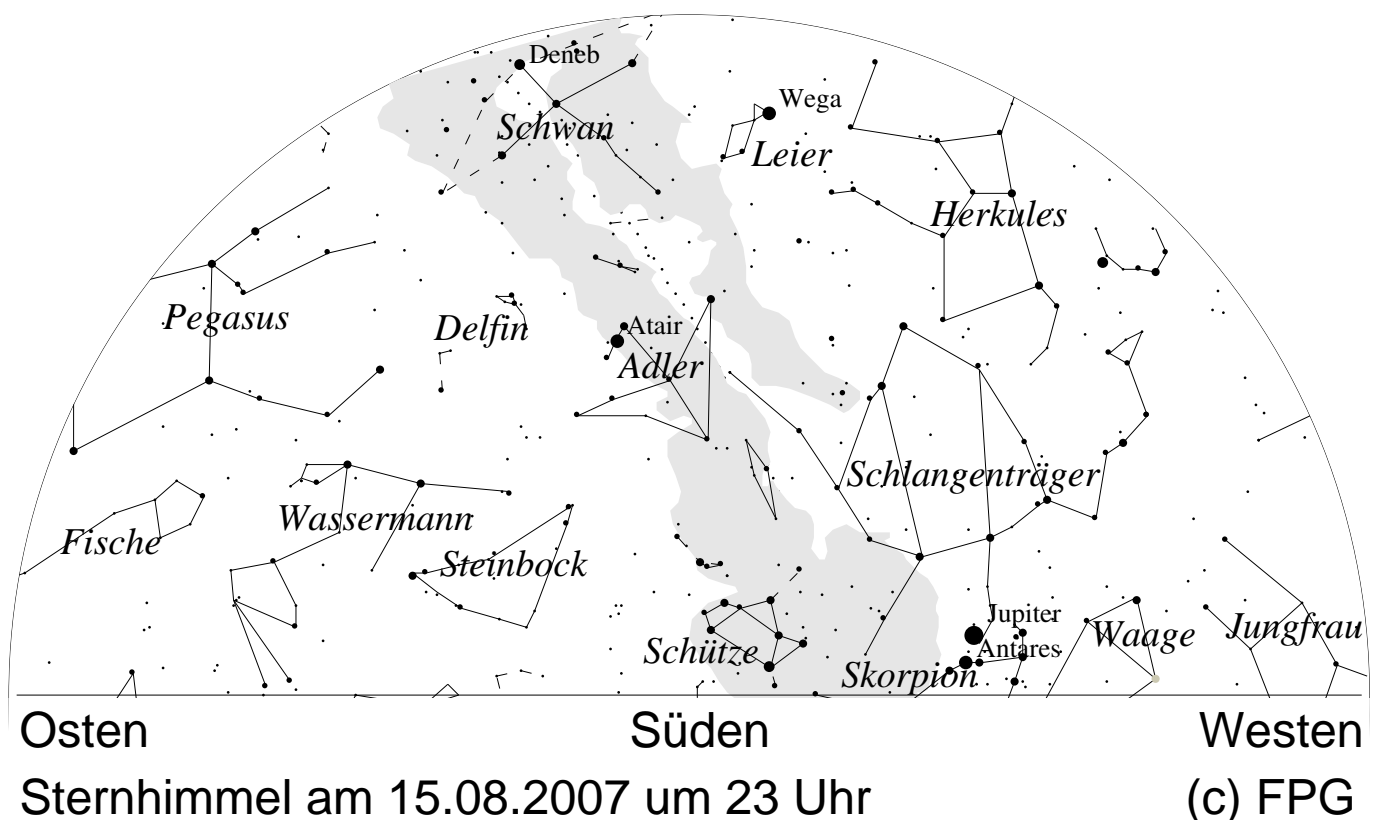 Deneb
Wega
Schwan
Leier
Herkules
Pegasus
Delfin
Atair
Adler
Schlangenträger
Wassermann
Fische
Steinbock
Jupiter
Schütze
Antares
Waage
Jungfrau
Skorpion
Osten Süden Westen
Sternhimmel am 15.08.2007 um 23 Uhr (c) FPG